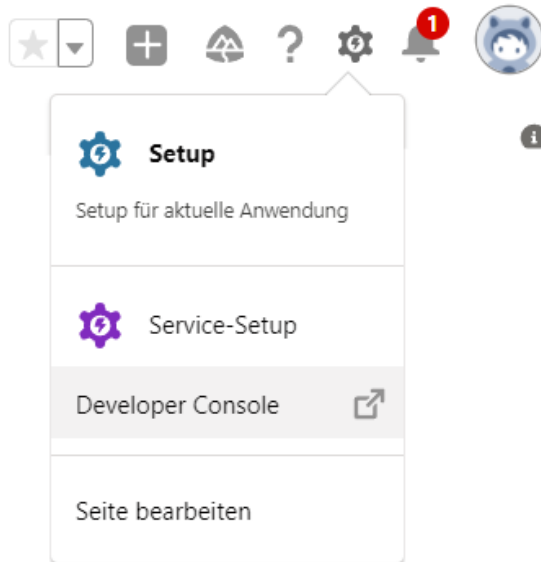 1
Setup
Setup für aktuelle Anwendung
Service-Setup
Developer Console
Seite bearbeiten